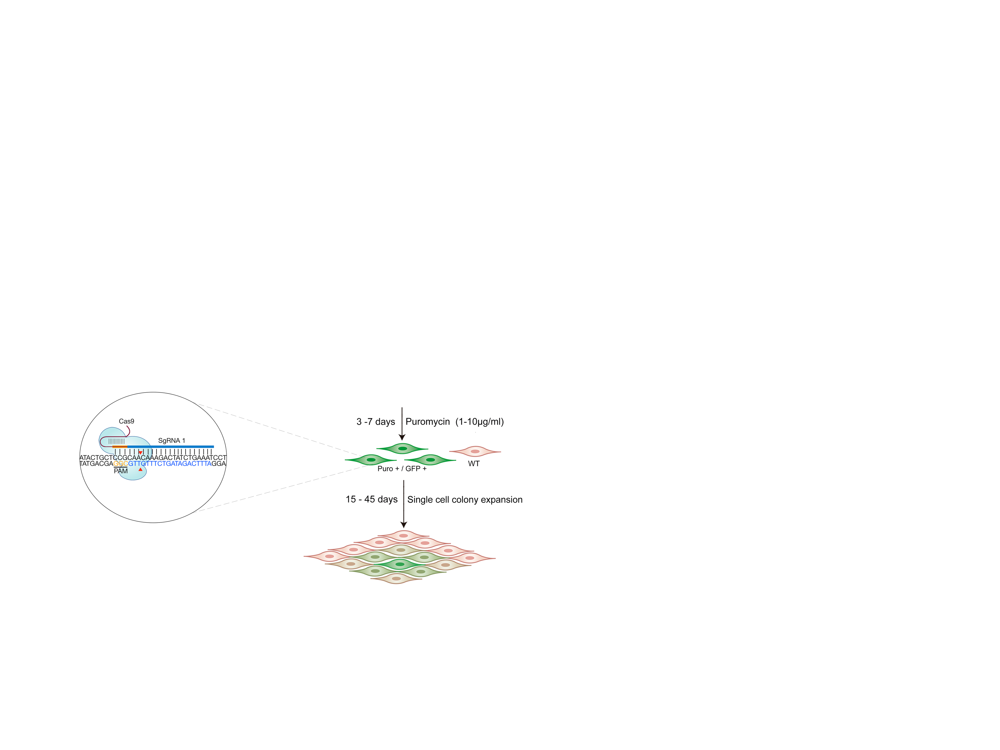 Cas9
SgRNA 1
ATACTGCTCCGCAACAAAGACTATCTGAAATCCT
TATGACGAGGCGTTGTTTCTGATAGACTTTAGGA
PAM
3 -7 days Puromycin (1-10µg/ml)
Puro + / GFP +
WT
15 - 45 days Single cell colony expansion